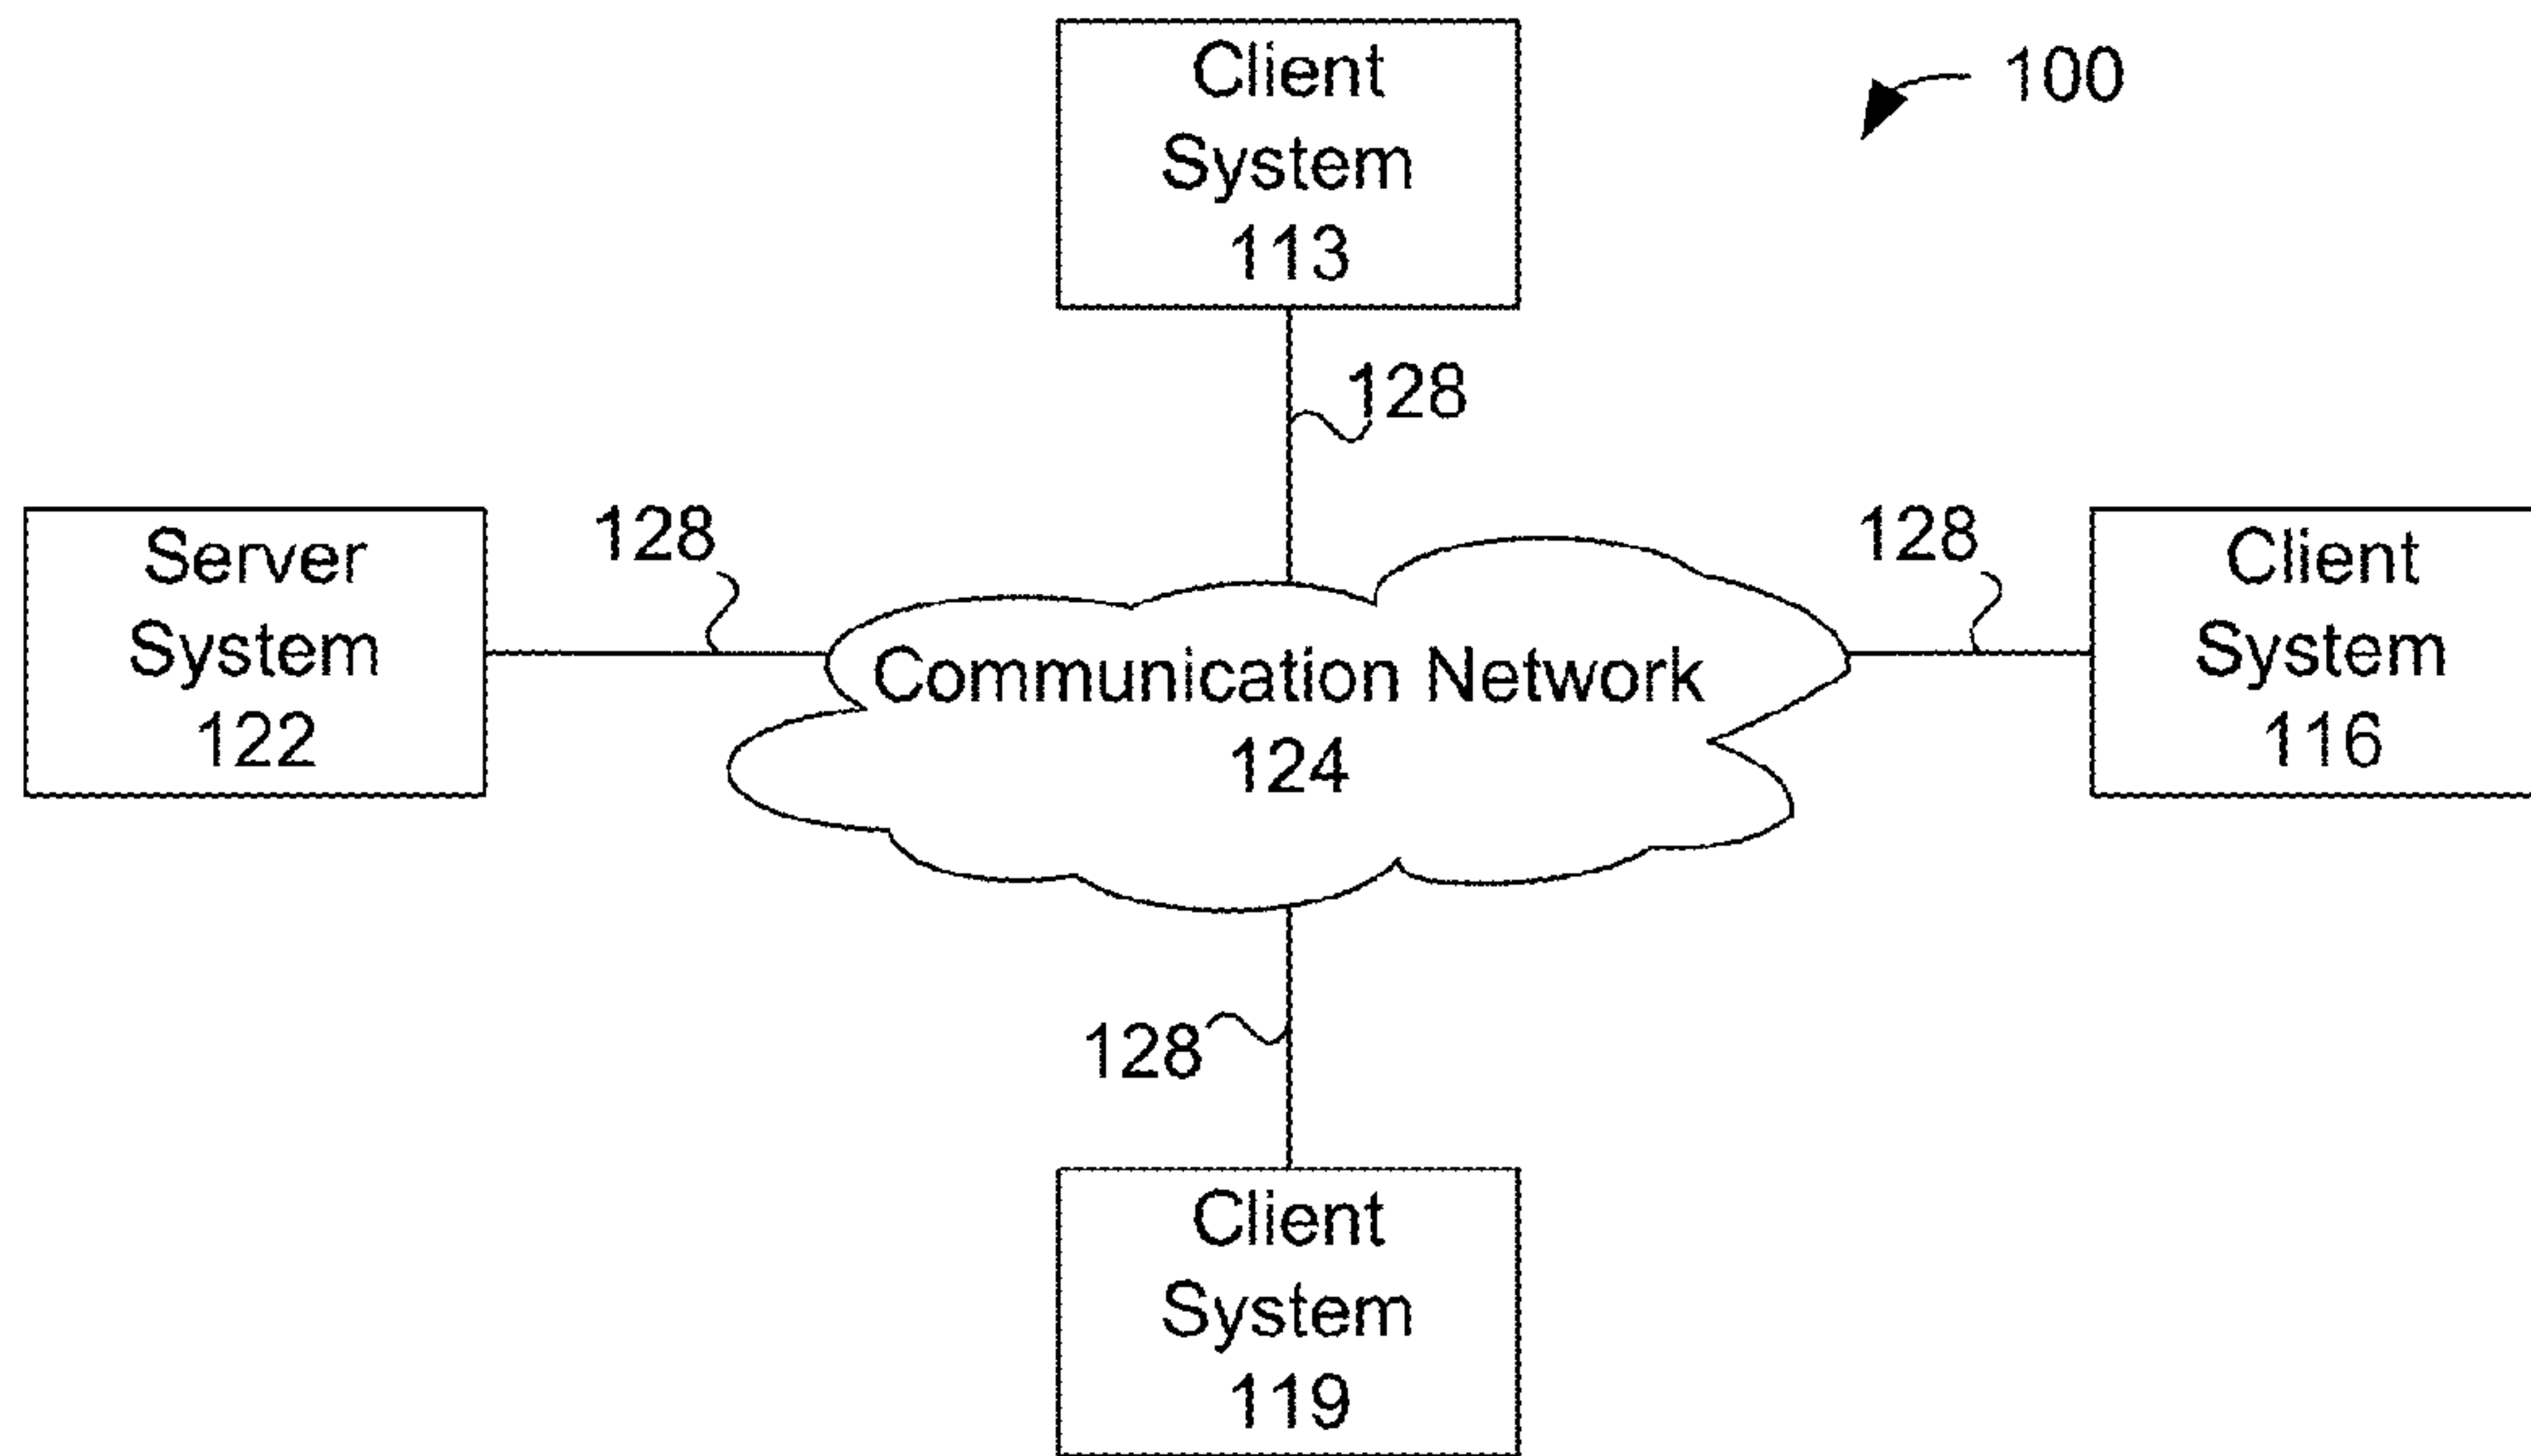 Client
System
113
100
128
Server
System
122
128
Communication Network
124
128
Client
System
116
128
Client
System
119